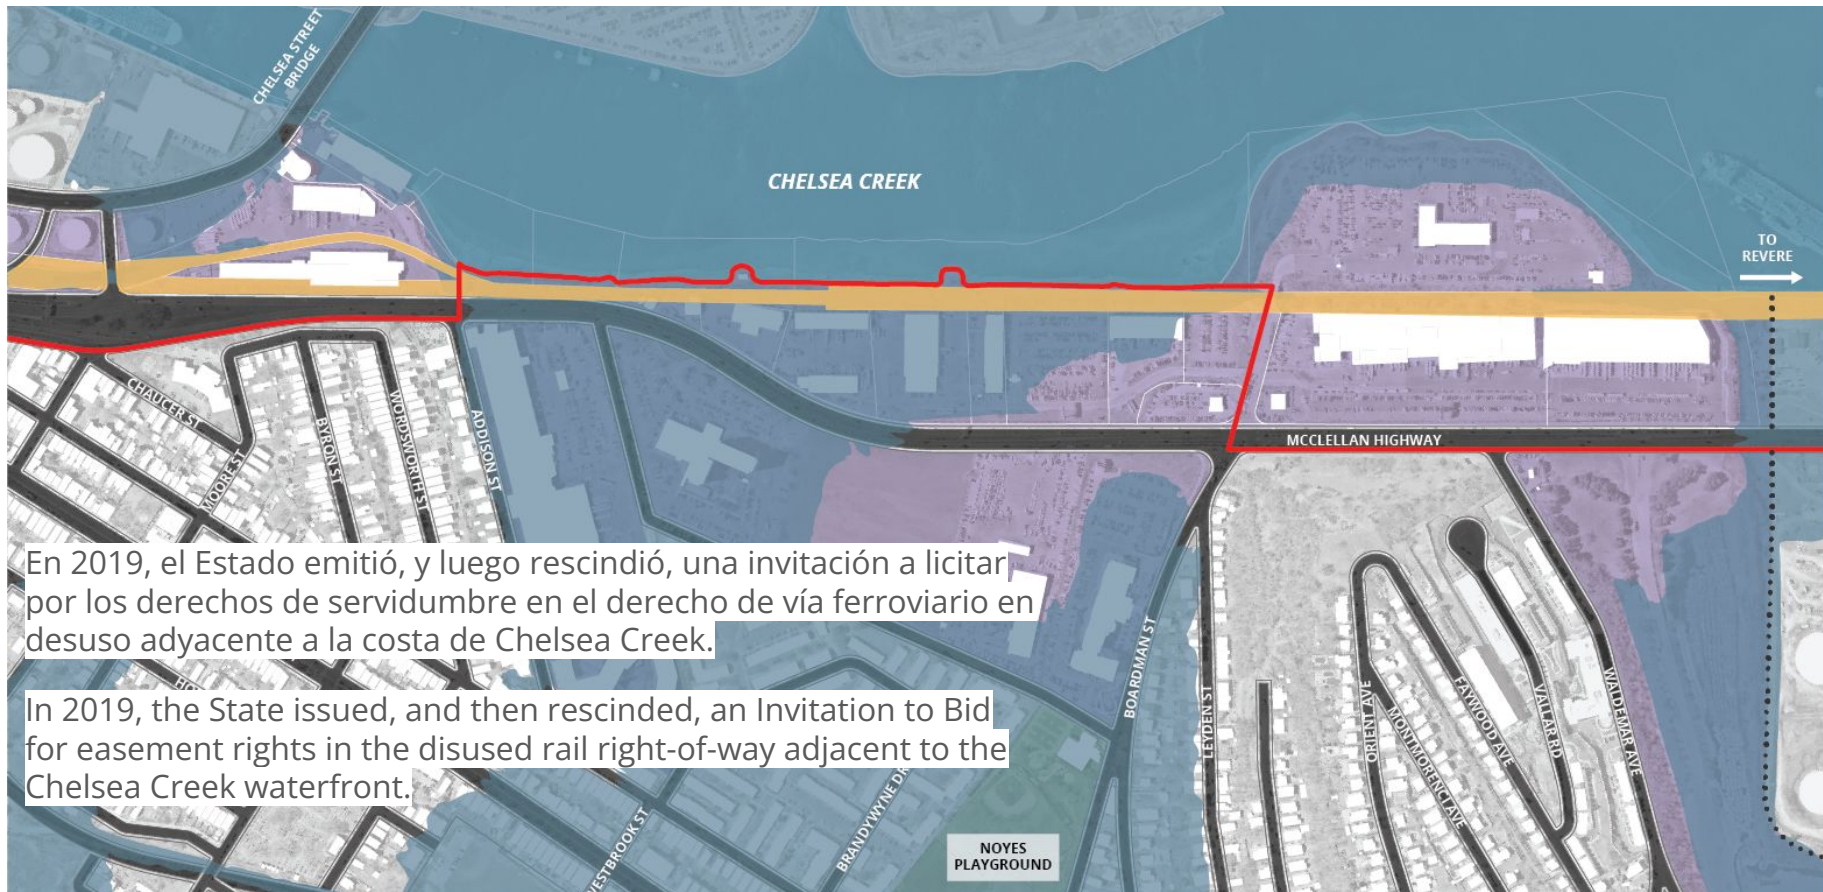 CHELSEA STREET
BRIDGE
CHELSEA CREEK
TO
REVERE
CHAUCER ST
MOORE ST
BYRON ST
WORDSWORTH ST
ADDISON ST
MCCLELLAN HIGHWAY
En 2019, el Estado emitió, y luego rescindió, una invitación a licitar
por los derechos de servidumbre en el derecho de vía ferroviario en
desuso adyacente a la costa de Chelsea Creek.
In 2019, the State issued, and then rescinded, an Invitation to Bid
for easement rights in the disused rail right-of-way adjacent to the
Chelsea Creek waterfront.
BOARDMAN ST
LEYDEN ST
ORIENT AVE
MONTMORENCI AVE
FAYWOOD AVE
VALLAR RD
WALDEMAR AVE
BRANDYWYNE DR
NOYES
PLAYGROUND